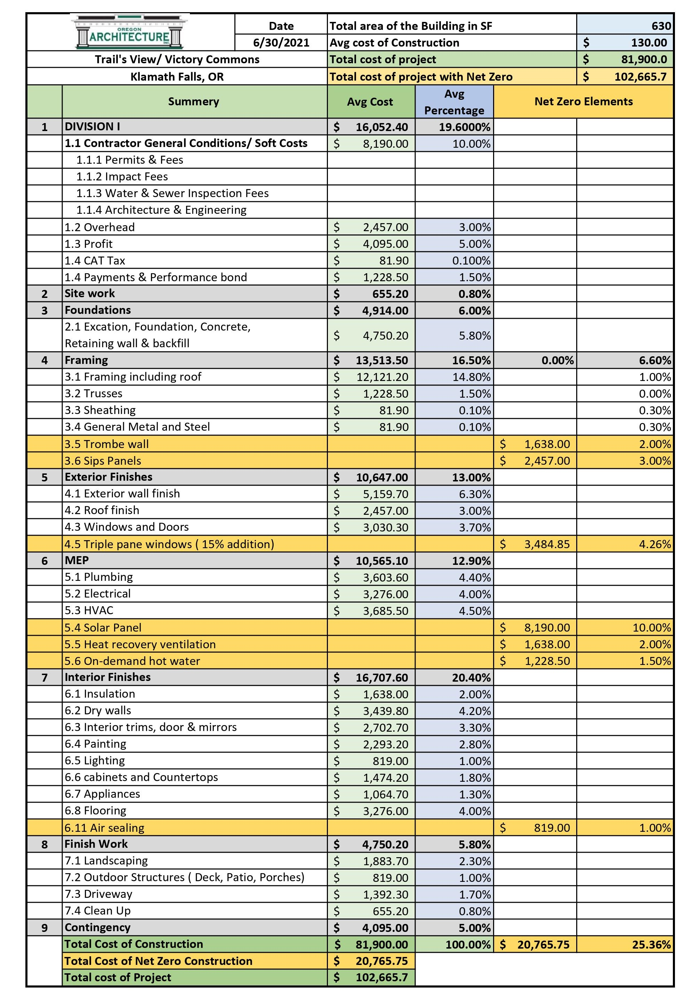 OREGON
ARCHITECTURE
INC.
Date
Total area of the Building in SF 630
6/30/2021
Avg cost of Construction $ 130.00
Trail's View/ Victory Commons
Total cost of project $ 81,900.0
Klamath Falls, OR
Total cost of project with Net Zero $ 102,665.7
Summery
Avg Cost
Avg
Percentage
Net Zero Elements
1 DIVISION I $ 16,052.40 19.6000%
1.1 Contractor General Conditions/ Soft Costs $ 8,190.00 10.00%
1.1.1 Permits & Fees
1.1.2 Impact Fees
1.1.3 Water & Sewer Inspection Fees
1.1.4 Architecture & Engineering
1.2 Overhead $ 2,457.00 3.00%
1.3 Profit $ 4,095.00 5.00%
1.4 CAT Tax $ 81.90 0.100%
1.4 Payments & Performance bond $ 1,228.50 1.50%
2 Site work $ 655.20 0.80%
3 Foundations $ 4,914.00 6.00%
2.1 Excation, Foundation, Concrete,
Retaining wall & backfill
$ 4,750.20 5.80%
4 Framing $ 13,513.50 16.50% 0.00% 6.60%
3.1 Framing including roof $ 12,121.20 14.80% 1.00%
3.2 Trusses $ 1,228.50 1.50% 0.00%
3.3 Sheathing $ 81.90 0.10% 0.30%
3.4 General Metal and Steel $ 81.90 0.10% 0.30%
3.5 Trombe wall $ 1,638.00 2.00%
3.6 Sips Panels $ 2,457.00 3.00%
5 Exterior Finishes $ 10,647.00 13.00%
4.1 Exterior wall finish $ 5,159.70 6.30%
4.2 Roof finish $ 2,457.00 3.00%
4.3 Windows and Doors $ 3,030.30 3.70%
4.5 Triple pane windows ( 15% addition) $ 3,484.85 4.26%
6 MEP $ 10,565.10 12.90%
5.1 Plumbing $ 3,603.60 4.40%
5.2 Electrical $ 3,276.00 4.00%
5.3 HVAC $ 3,685.50 4.50%
5.4 Solar Panel $ 8,190.00 10.00%
5.5 Heat recovery ventilation $ 1,638.00 2.00%
5.6 On-demand hot water $ 1,228.50 1.50%
7 Interior Finishes $ 16,707.60 20.40%
6.1 Insulation $ 1,638.00 2.00%
6.2 Dry walls $ 3,439.80 4.20%
6.3 Interior trims, door & mirrors $ 2,702.70 3.30%
6.4 Painting $ 2,293.20 2.80%
6.5 Lighting $ 819.00 1.00%
6.6 cabinets and Countertops $ 1,474.20 1.80%
6.7 Appliances $ 1,064.70 1.30%
6.8 Flooring $ 3,276.00 4.00%
6.11 Air sealing $ 819.00 1.00%
8 Finish Work $ 4,750.20 5.80%
7.1 Landscaping $ 1,883.70 2.30%
7.2 Outdoor Structures ( Deck, Patio, Porches) $ 819.00 1.00%
7.3 Driveway $ 1,392.30 1.70%
7.4 Clean Up $ 655.20 0.80%
9 Contingency $ 4,095.00 5.00%
Total Cost of Construction $ 81,900.00 100.00% $ 20,765.75 25.36%
Total Cost of Net Zero Construction $ 20,765.75
Total cost of Project $ 102,665.7